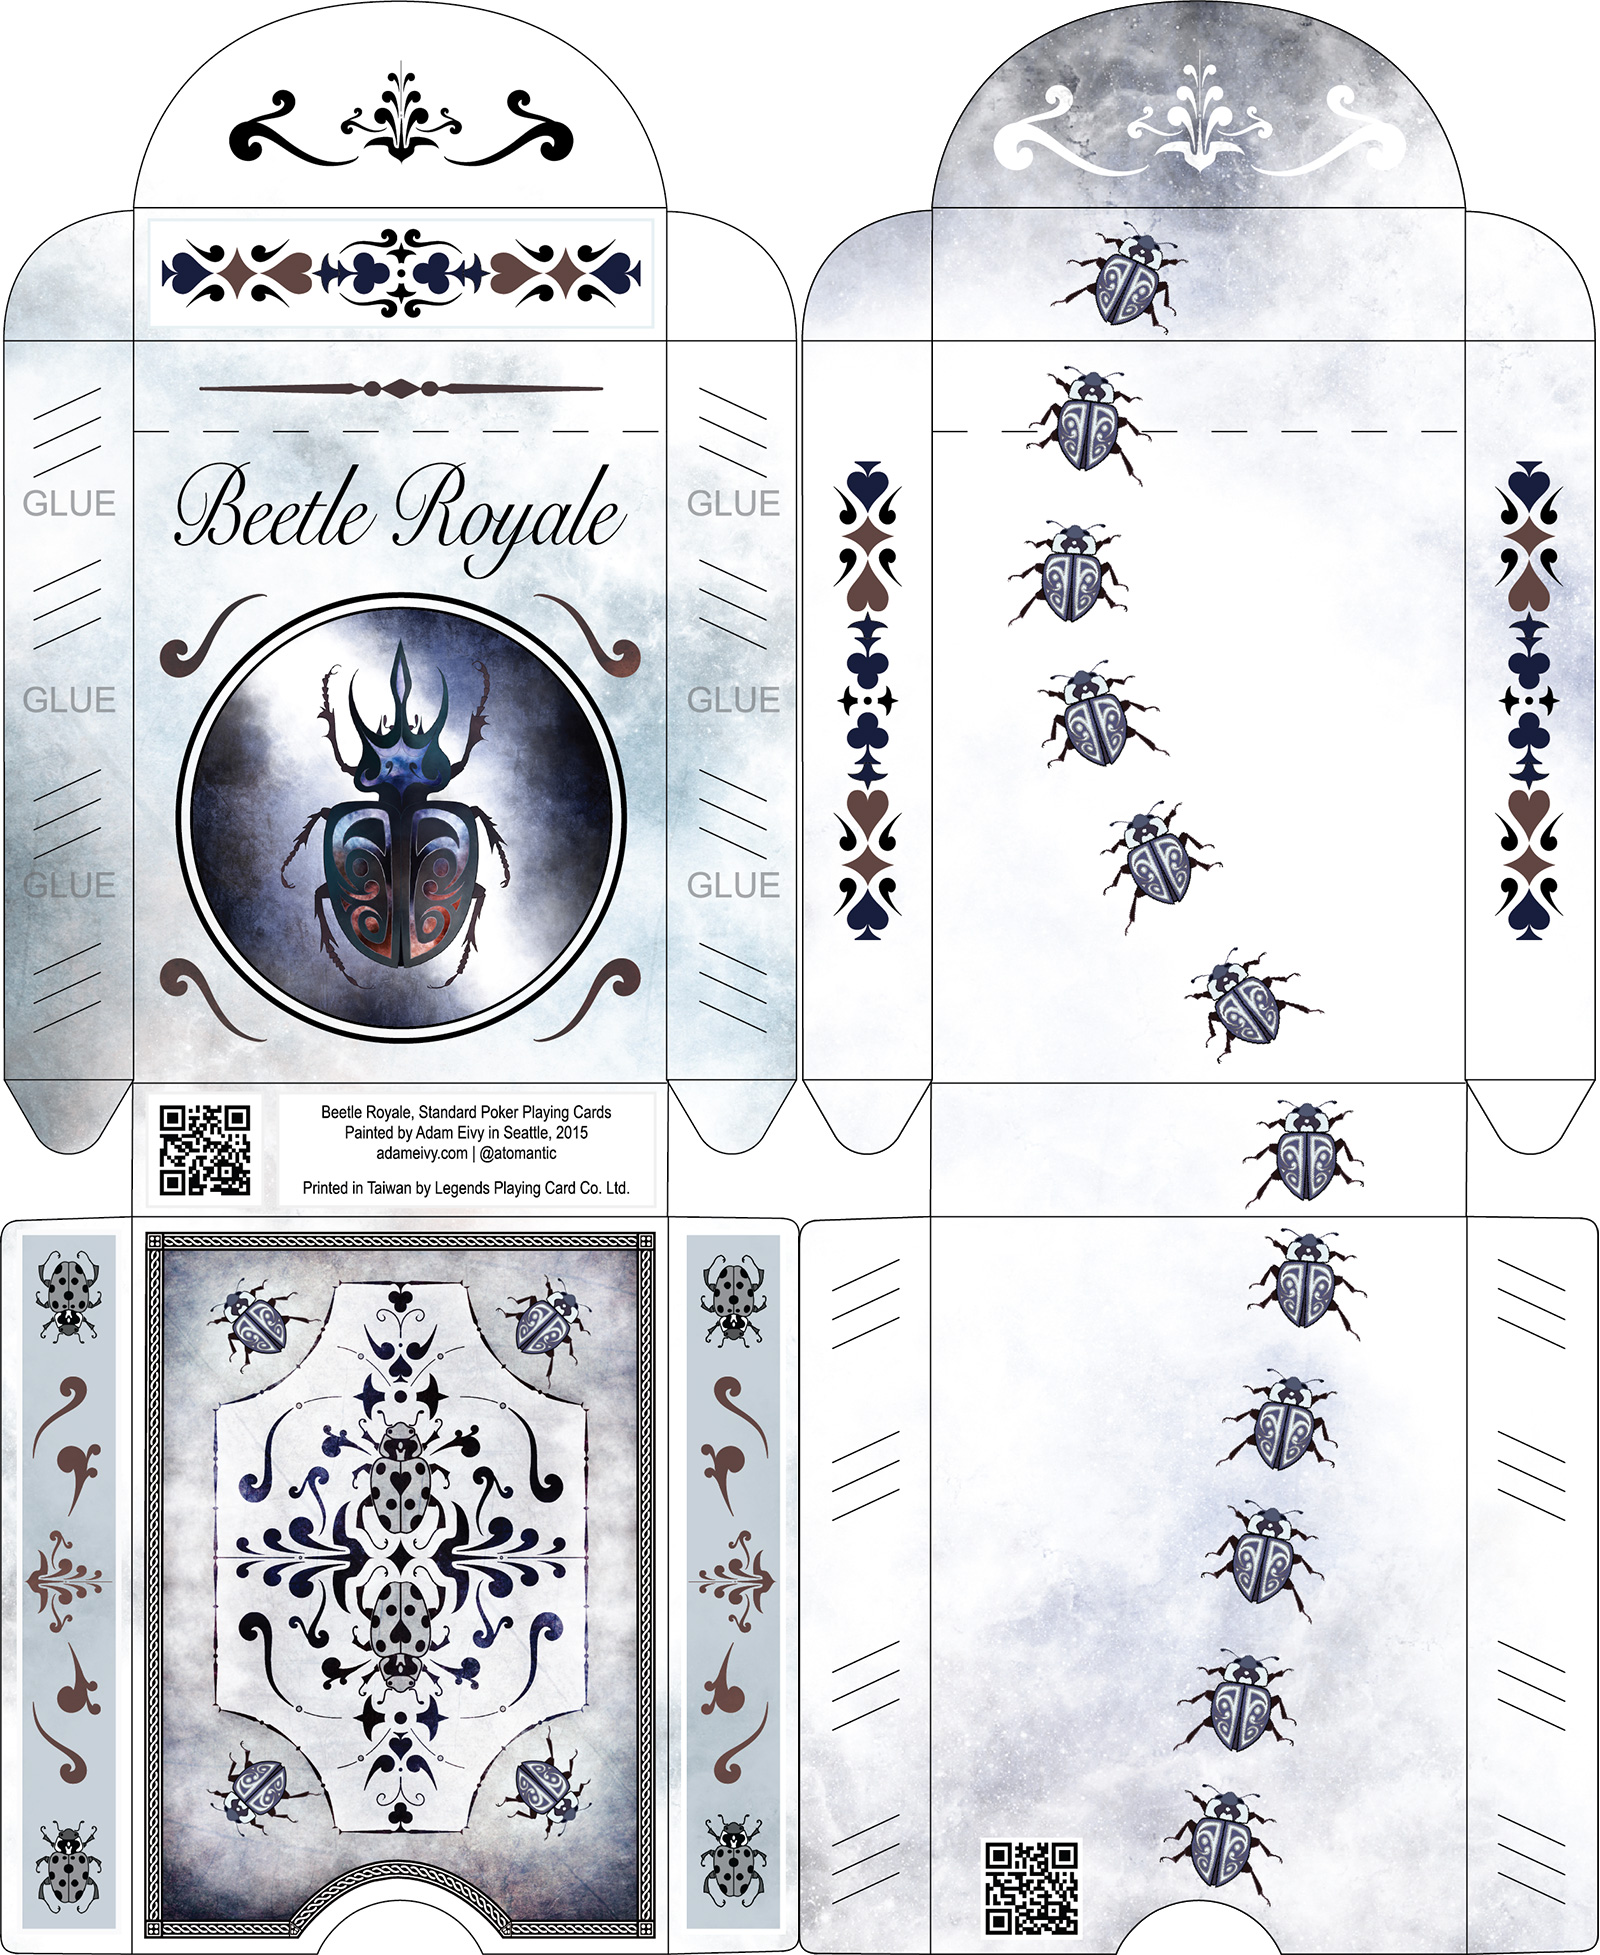 Beetle Royale
GLUE GLUE
GLUE GLUE
GLUE GLUE
Beetle Royale, Standard Poker Playing Cards
Painted by Adam Eivy in Seattle, 2015
adameivy.com | @atomantic
Printed in Taiwan by Legends Playing Card Co. Ltd.